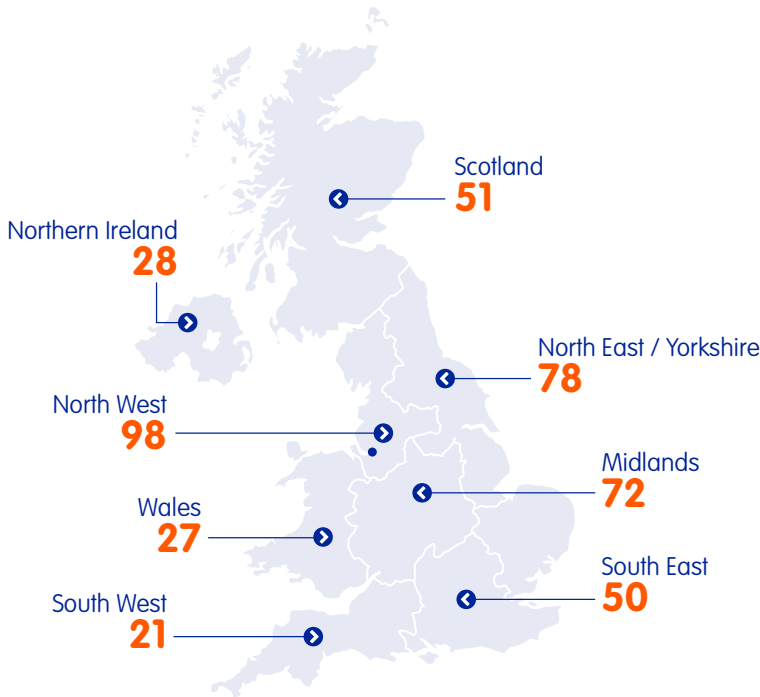 Scotland
51
Northern Ireland
28
North East / Yorkshire
78
North West
98
Midlands
72
Wales
27
South East
50
South West
21